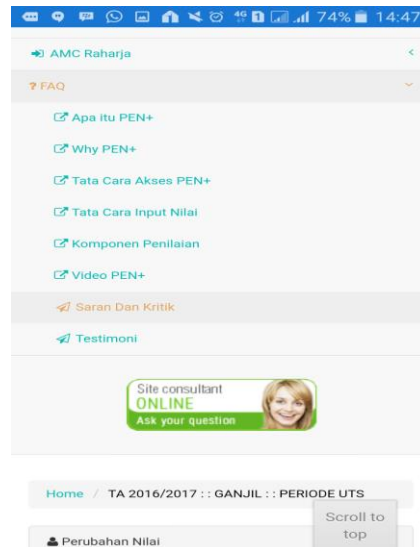 4G 1 74% 14:47
AMC Raharja
? FAQ
Apa itu PEN+
Why PEN+
Tata Cara Akses PEN+
Tata Cara Input Nilai
Komponen Penilaian
Video PEN+
Saran Dan Kritik
Testimoni
Site consultant
ONLINE
Ask your question
Home / TA 2016/2017 : : GANJIL : : PERIODE UTS
Scroll to
top
Perubahan Nilai